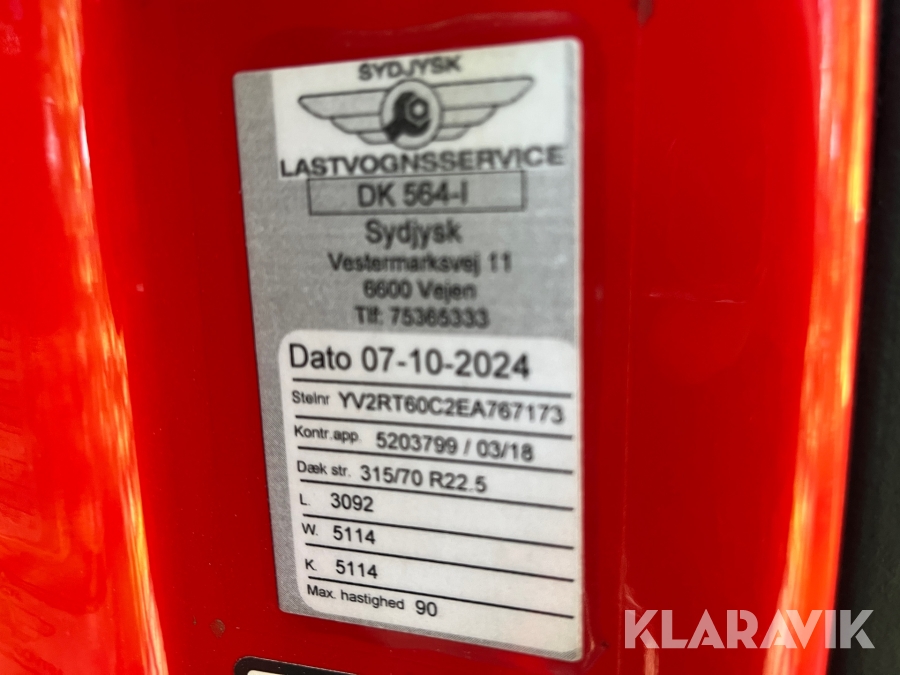 SYDJYSK
LASTVOGNSSERVICE
DK 564-I
Sydjysk
Vestermarksvej 11
6600 Vejen
Tlf: 75365333
Dato 07-10-2024
Stelnr YV2RT60C2EA767173
Kontr.app. 5203799 / 03/18
Dæk str. 315/70 R22.5
L. 3092
W. 5114
K. 5114
Max. hastighed 90
KLARAVIK